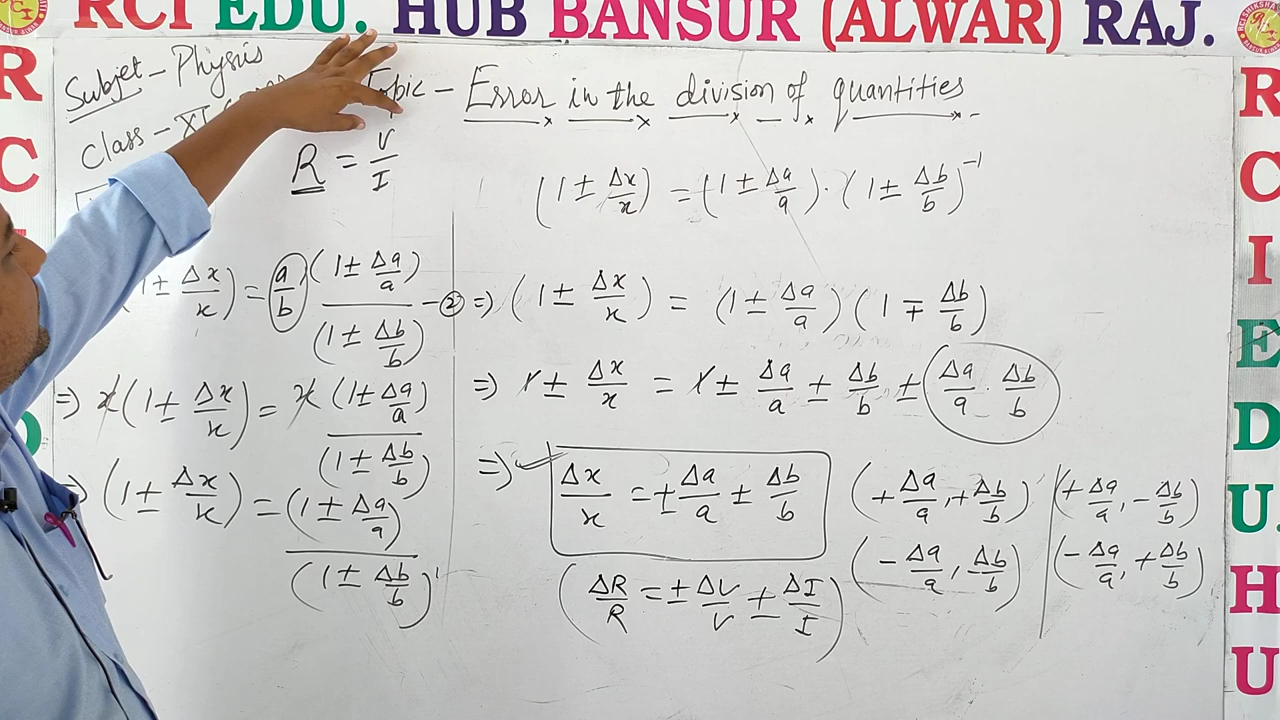 RCI EDU. HUB BANSUR (ALWAR) RAJ.
R
C
R
C
I
E
D
U.
H
U
Subjet - Physics
Class - XI
Topic - Error in the division of quantities
R = V/I
1 ± Δx/x) = a/b (1 ± Δa/a)/(1 ± Δb/b) - ②
⇒ x(1 ± Δx/x) = x(1 ± Δa/a)/(1 ± Δb/b)
⇒ (1 ± Δx/x) = (1 ± Δa/a)/(1 ± Δb/b)¹
(1 ± Δx/x) = (1 ± Δa/a) · (1 ± Δb/b)⁻¹
⇒ (1 ± Δx/x) = (1 ± Δa/a)(1 ∓ Δb/b)
⇒ 1 ± Δx/x = 1 ± Δa/a ± Δb/b ± Δa/a · Δb/b
⇒ Δx/x = ± Δa/a ± Δb/b
(+Δa/a, +Δb/b) (+Δa/a, -Δb/b)
(-Δa/a, Δb/b) (-Δa/a, +Δb/b)
(ΔR/R = ± ΔV/V ± ΔI/I)